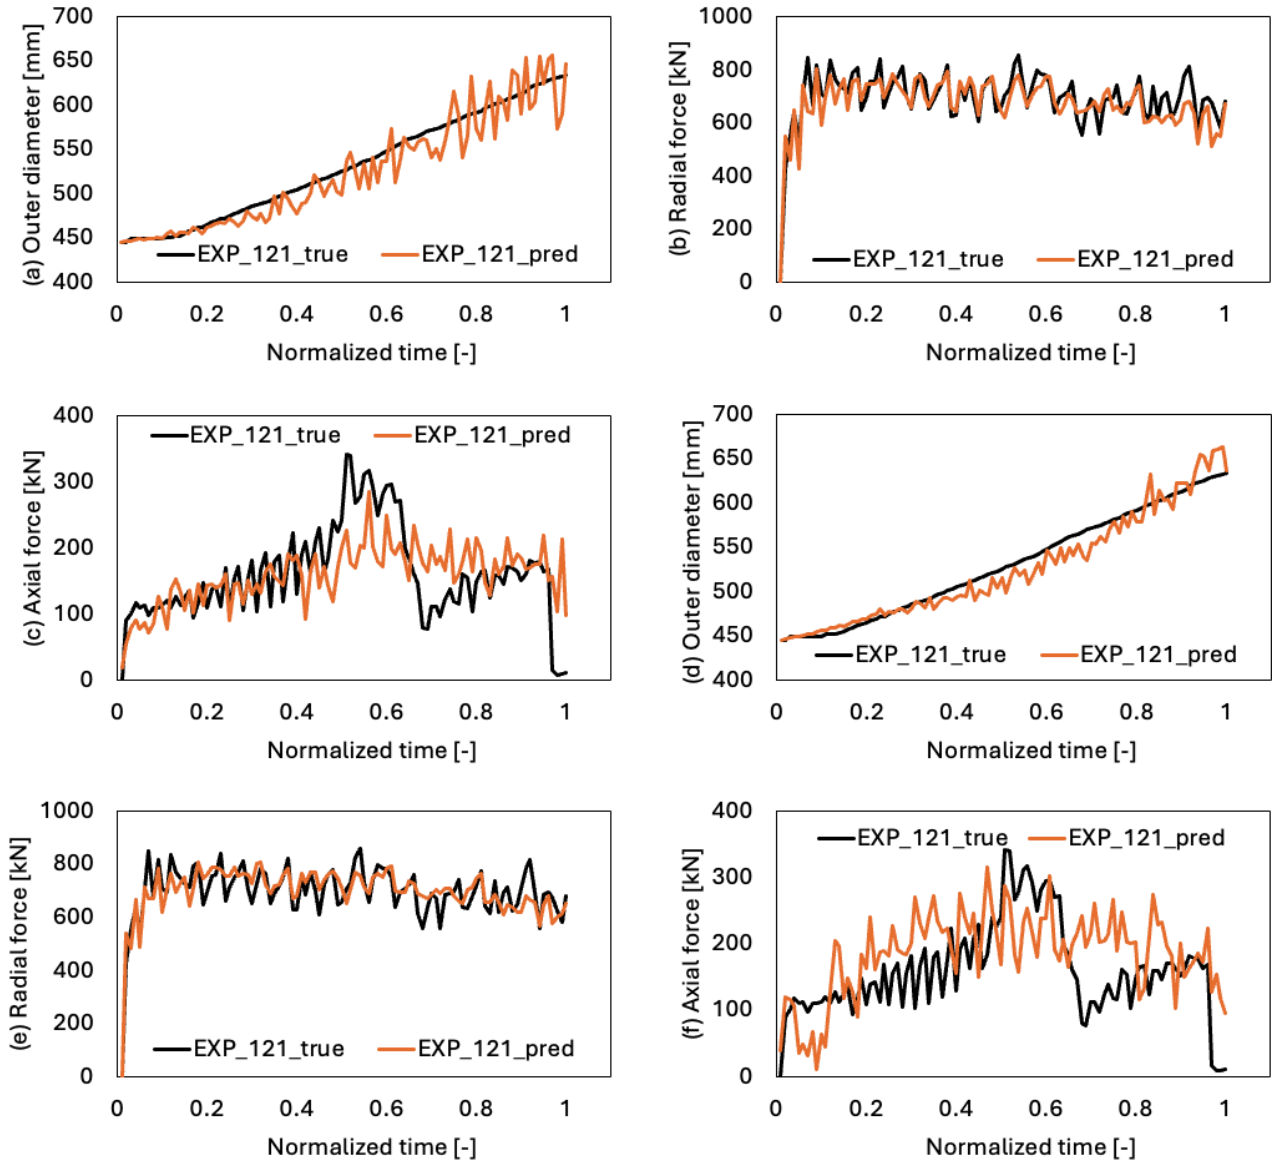 (a) Outer diameter [mm]
700
650
600
550
500
450
400
EXP_121_true
EXP_121_pred
0 0.2 0.4 0.6 0.8 1
Normalized time [-]
(b) Radial force [kN]
1000
800
600
400
200
0
EXP_121_true
EXP_121_pred
0 0.2 0.4 0.6 0.8 1
Normalized time [-]
(c) Axial force [kN]
400
300
200
100
0
EXP_121_true
EXP_121_pred
0 0.2 0.4 0.6 0.8 1
Normalized time [-]
(d) Outer diameter [mm]
700
650
600
550
500
450
400
EXP_121_true
EXP_121_pred
0 0.2 0.4 0.6 0.8 1
Normalized time [-]
(e) Radial force [kN]
1000
800
600
400
200
0
EXP_121_true
EXP_121_pred
0 0.2 0.4 0.6 0.8 1
Normalized time [-]
(f) Axial force [kN]
400
300
200
100
0
EXP_121_true
EXP_121_pred
0 0.2 0.4 0.6 0.8 1
Normalized time [-]